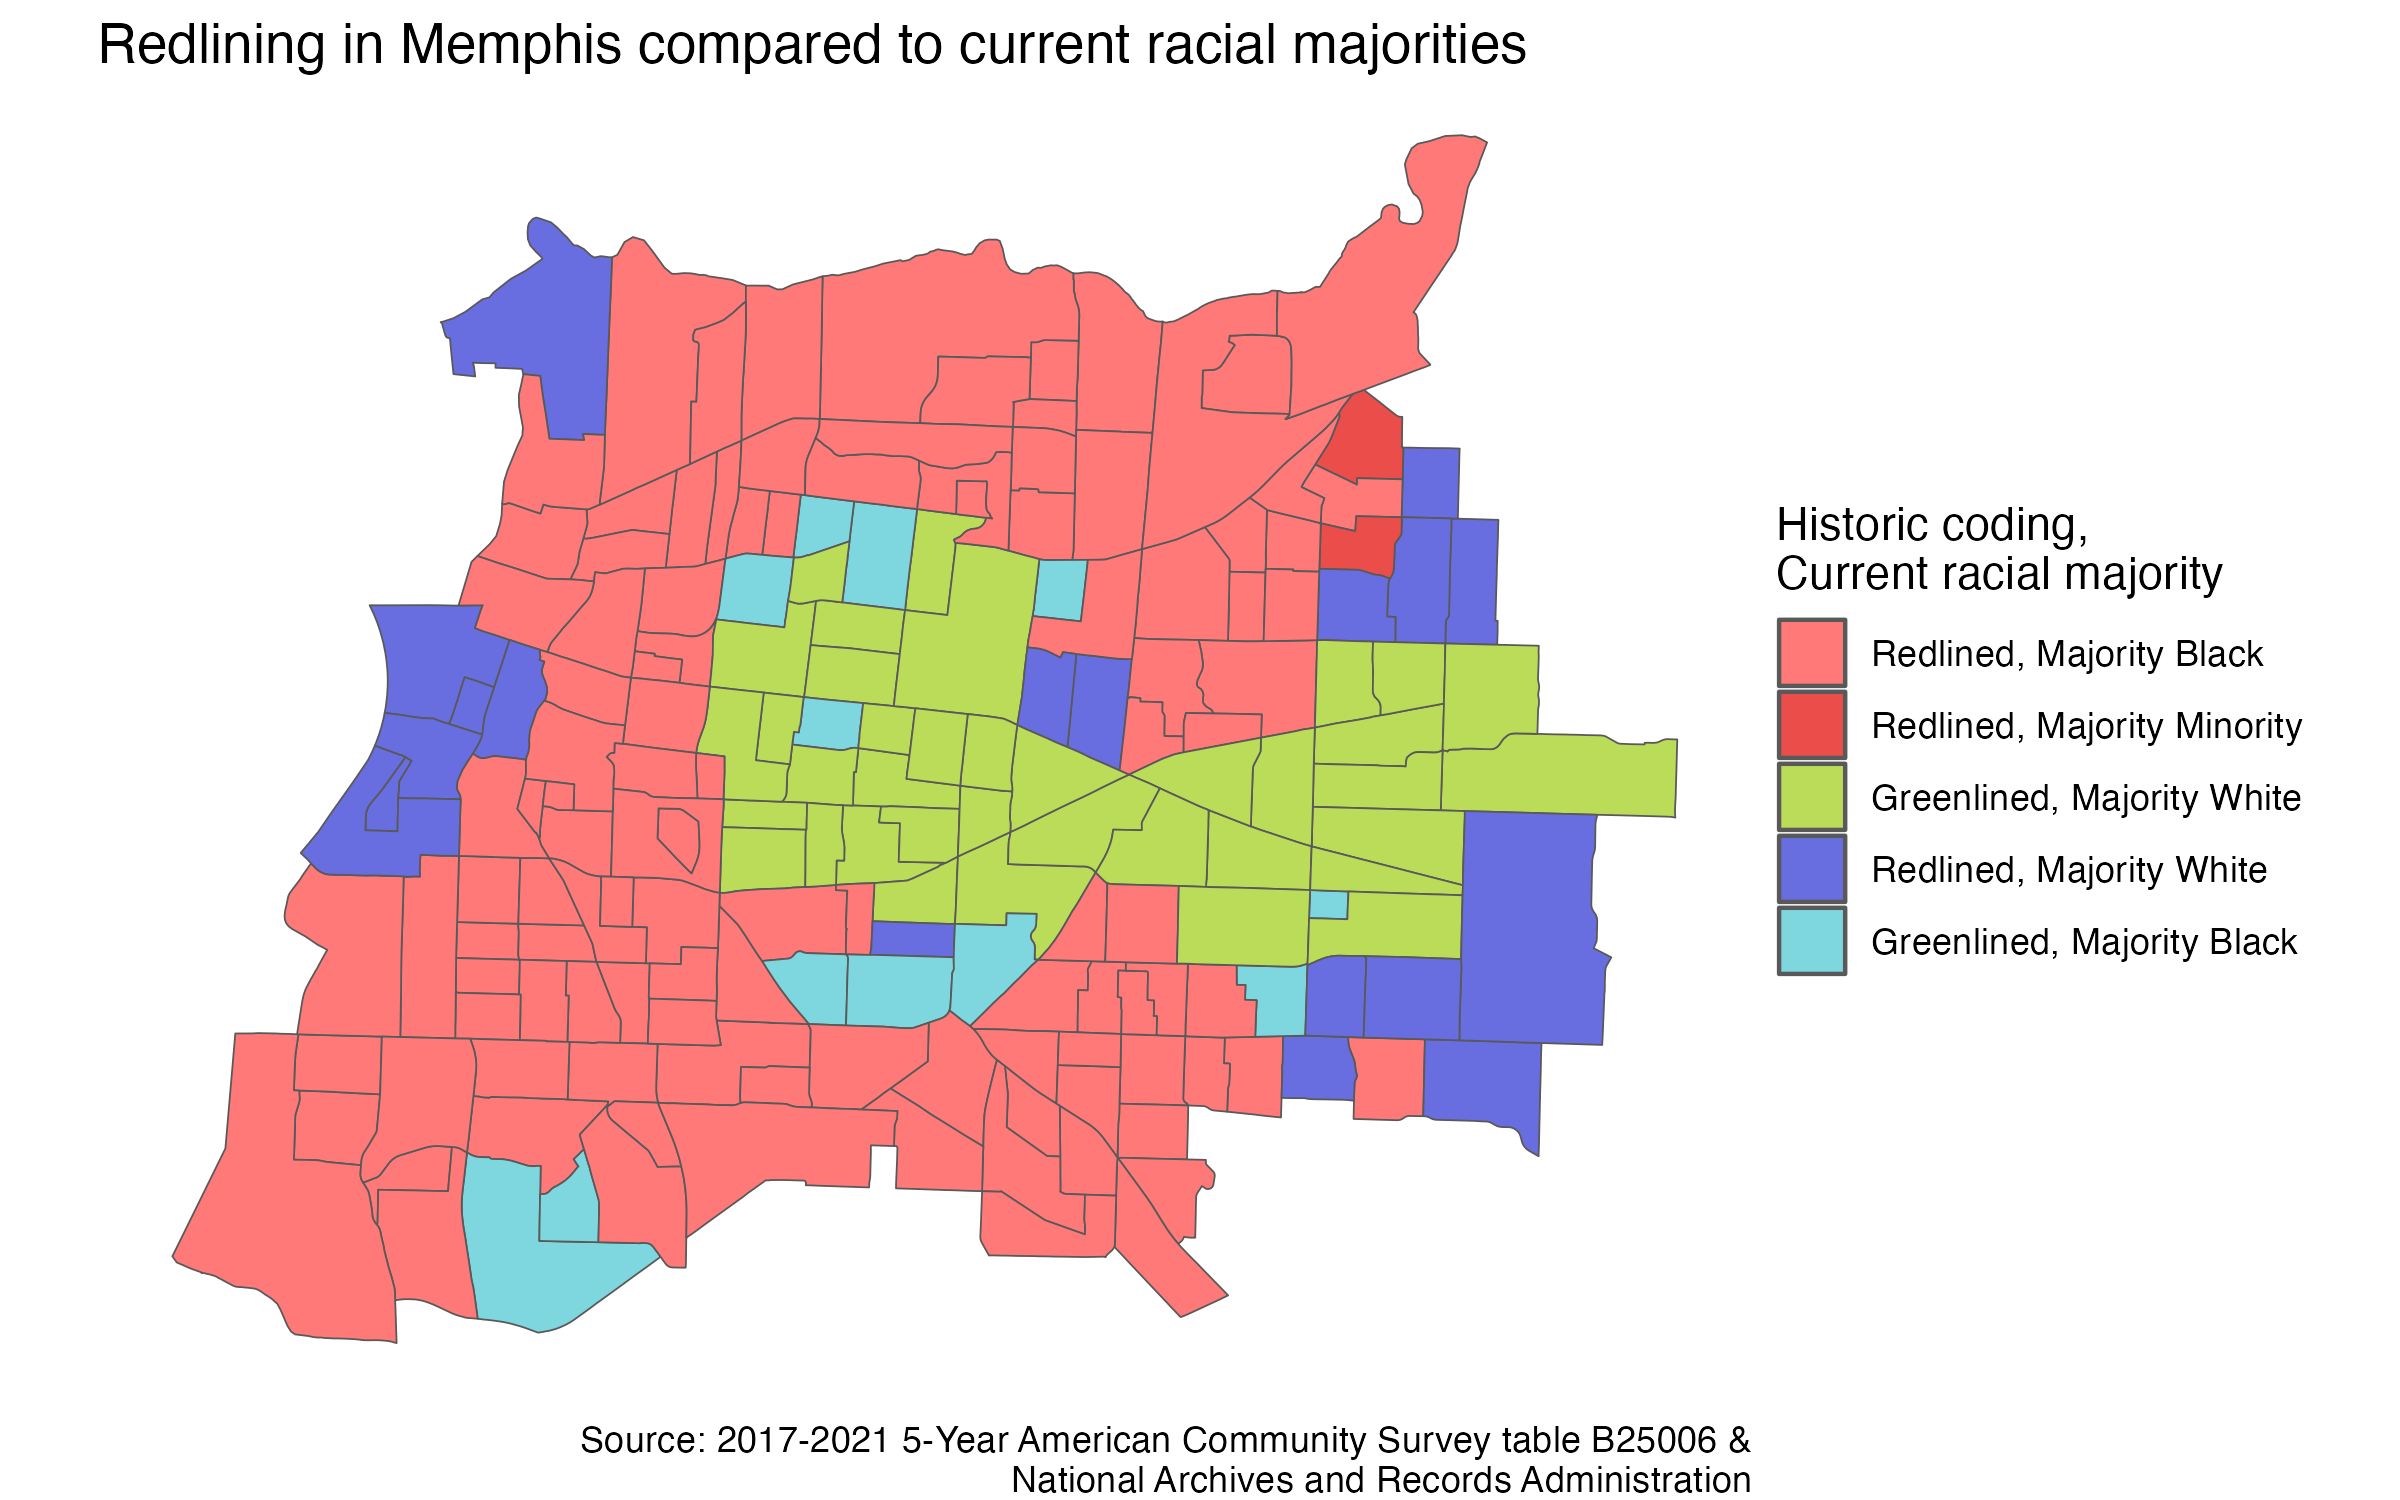 Redlining in Memphis compared to current racial majorities
Historic coding,
Current racial majority
Redlined, Majority Black
Redlined, Majority Minority
Greenlined, Majority White
Redlined, Majority White
Greenlined, Majority Black
Source: 2017-2021 5-Year American Community Survey table B25006 &
National Archives and Records Administration